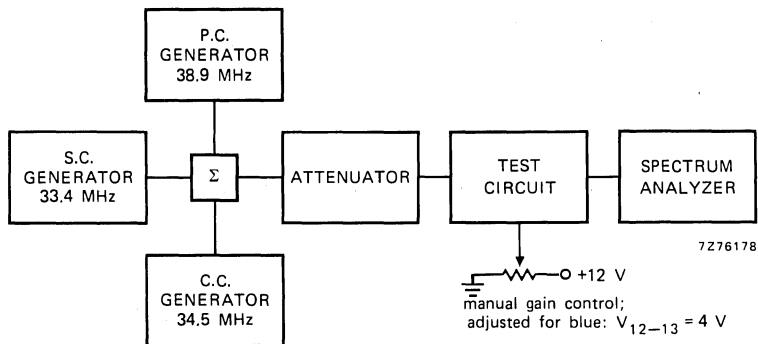 P.C.
GENERATOR
38.9 MHz
S.C.
GENERATOR
33.4 MHz
Σ
ATTENUATOR
TEST
CIRCUIT
SPECTRUM
ANALYZER
7Z76178
C.C.
GENERATOR
34.5 MHz
+12 V
manual gain control;
adjusted for blue: V12–13 = 4 V